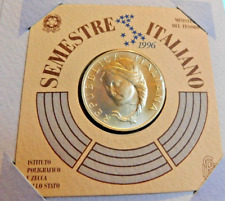 MINISTERO
DEL TESORO
SEMESTRE ITALIANO
1996
REPUBBLICA ITALIANA
ISTITUTO
POLIGRAFICO
E ZECCA
DELLO STATO